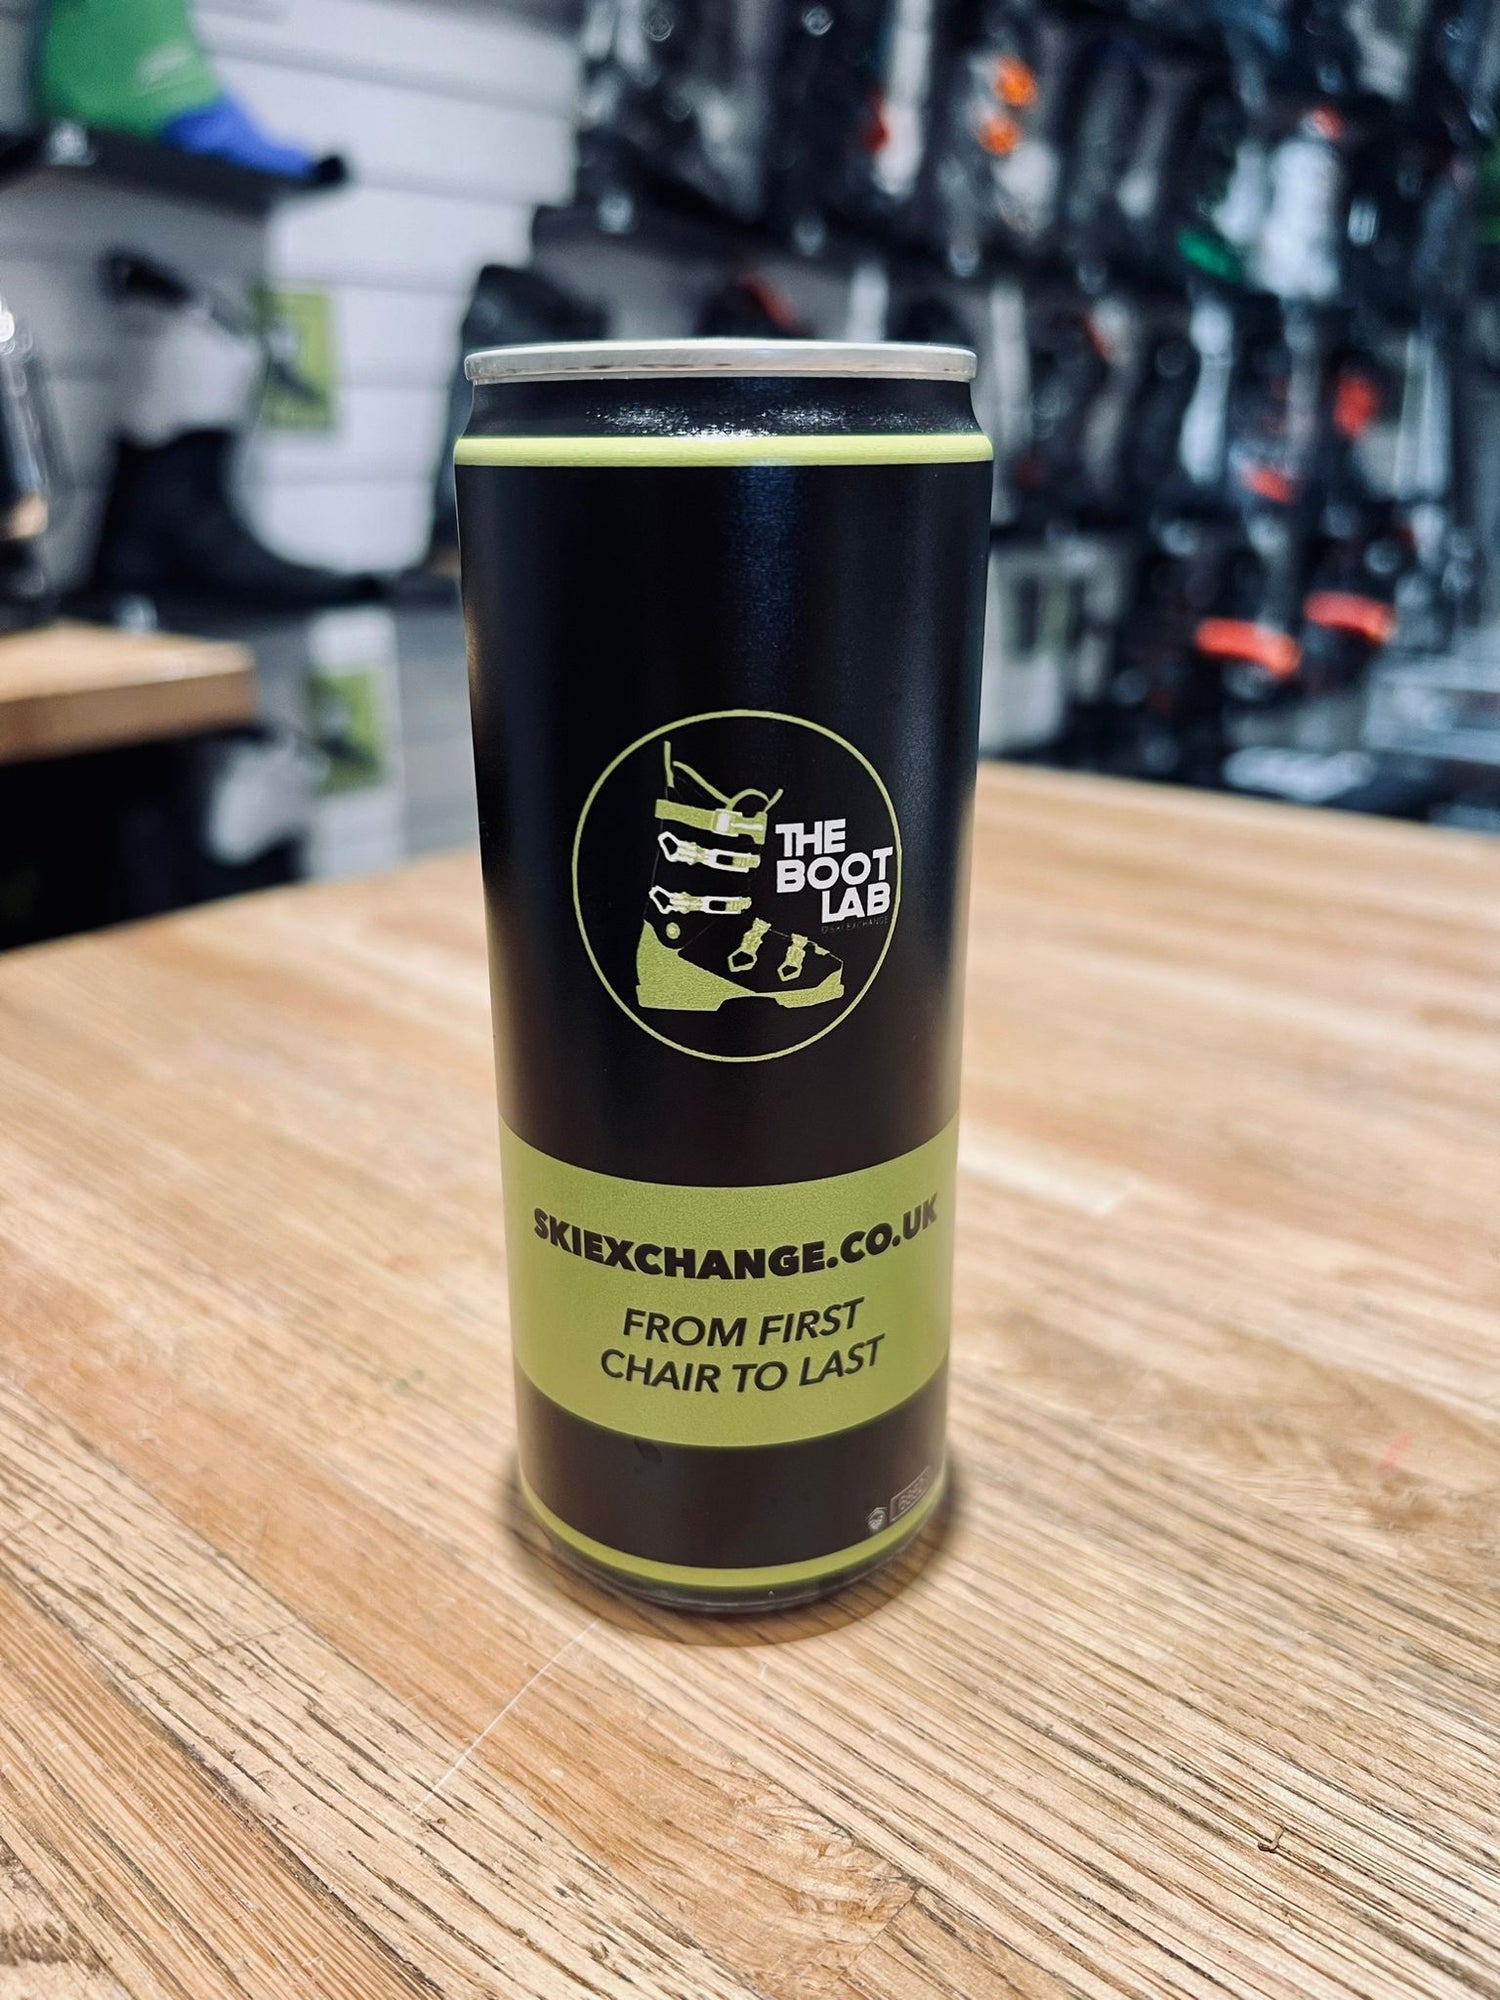 THE
BOOT
LAB
SKIEXCHANGE.CO.UK
FROM FIRST
CHAIR TO LAST